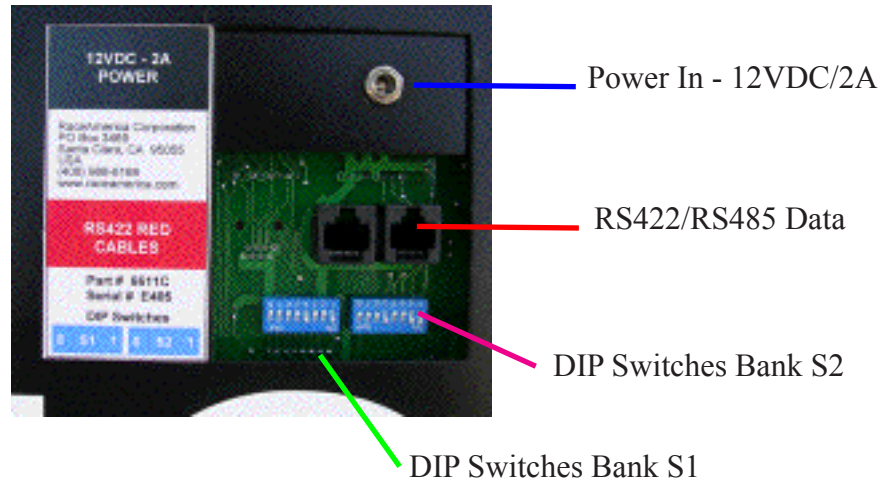 12VDC - 2A
POWER
RaceAmerica Corporation
PO Box 3469
Santa Clara, CA 95055
USA
www.raceamerica.com
RS422 RED
CABLES
Part # 6611C
Serial # E485
DIP Switches
8 S1 1 8 S2 1
Power In - 12VDC/2A
RS422/RS485 Data
DIP Switches Bank S2
DIP Switches Bank S1